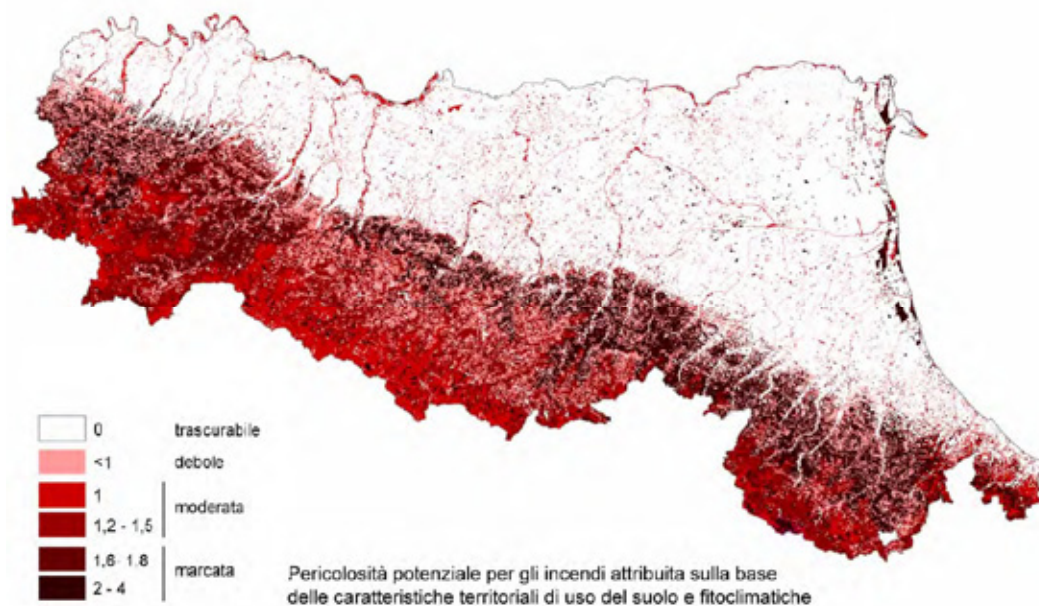 0 trascurabile
<1 debole
1
moderata
1,2 - 1,5
1,6- 1.8
marcata
2 - 4
Pericolosità potenziale per gli incendi attribuita sulla base
delle caratteristiche territoriali di uso del suolo e fitoclimatiche